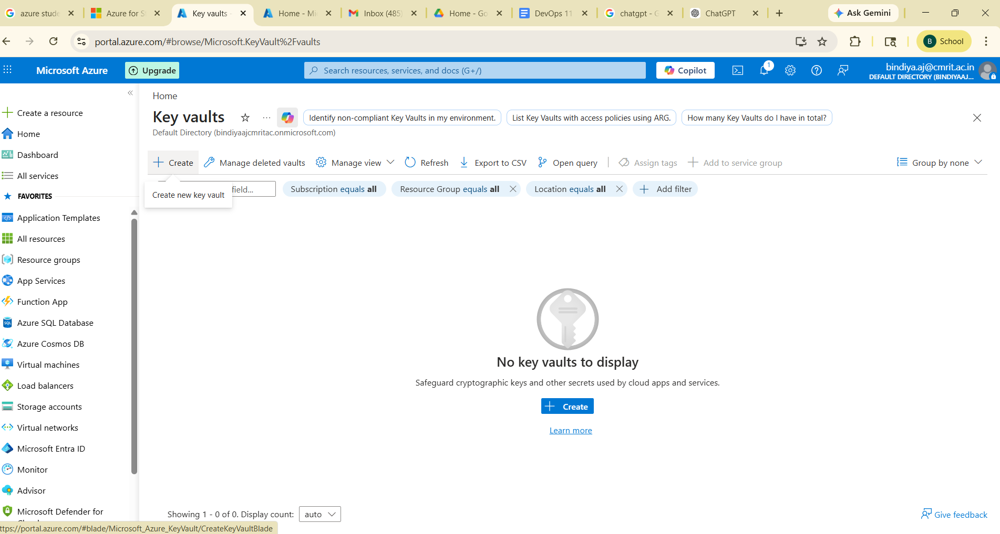 azure stude
Azure for St
Key vaults -
Home - Mi
Inbox (485)
Home - Go
DevOps 11
chatgpt - G
ChatGPT
Ask Gemini
portal.azure.com/#browse/Microsoft.KeyVault%2Fvaults
B School
Microsoft Azure
Upgrade
Search resources, services, and docs (G+/)
Copilot
1
bindiya.aj@cmrit.ac.in
DEFAULT DIRECTORY (BINDIYAAJ...
Create a resource
Home
Dashboard
All services
FAVORITES
Application Templates
All resources
Resource groups
App Services
Function App
Azure SQL Database
Azure Cosmos DB
Virtual machines
Load balancers
Storage accounts
Virtual networks
Microsoft Entra ID
Monitor
Advisor
Microsoft Defender for
Home
Key vaults
...
Identify non-compliant Key Vaults in my environment.
List Key Vaults with access policies using ARG.
How many Key Vaults do I have in total?
Default Directory (bindiyaajcmritac.onmicrosoft.com)
Create
Manage deleted vaults
Manage view
Refresh
Export to CSV
Open query
Assign tags
Add to service group
Group by none
Create new key vault
field...
Subscription equals all
Resource Group equals all
Location equals all
Add filter
No key vaults to display
Safeguard cryptographic keys and other secrets used by cloud apps and services.
Create
Learn more
Showing 1 - 0 of 0. Display count:
auto
Give feedback
ttps://portal.azure.com/#blade/Microsoft_Azure_KeyVault/CreateKeyVaultBlade